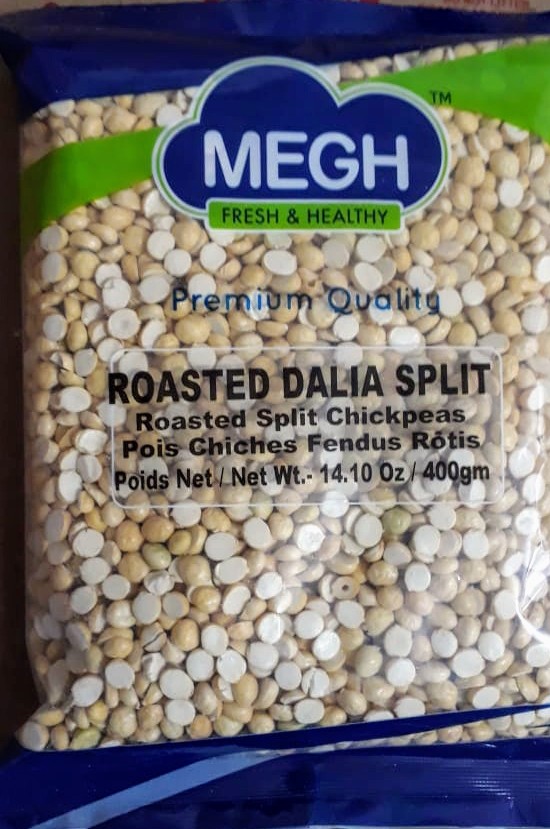 MEGH
TM
FRESH & HEALTHY
Premium Quality
ROASTED DALIA SPLIT
Roasted Split Chickpeas
Pois Chiches Fendus Rôtis
Poids Net / Net Wt.- 14.10 Oz / 400gm